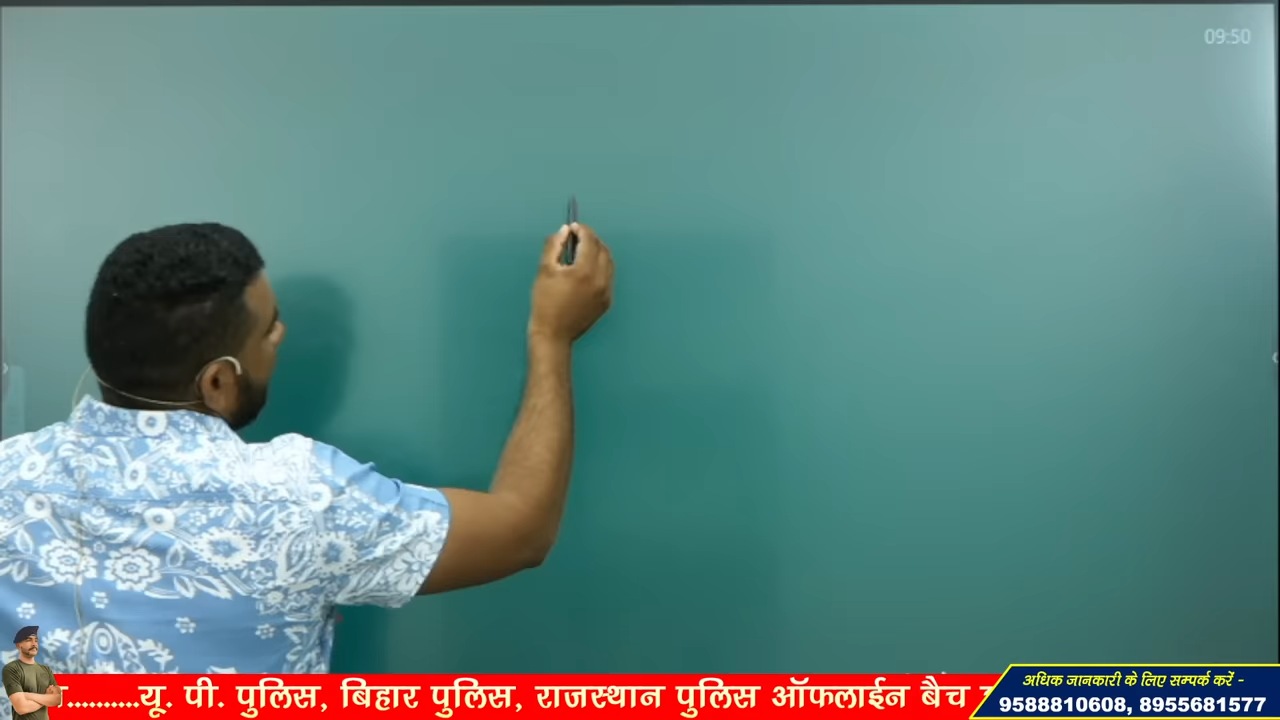 09:50
..........यू. पी. पुलिस, बिहार पुलिस, राजस्थान पुलिस ऑफलाईन बैच
अधिक जानकारी के लिए सम्पर्क करें -
9588810608, 8955681577